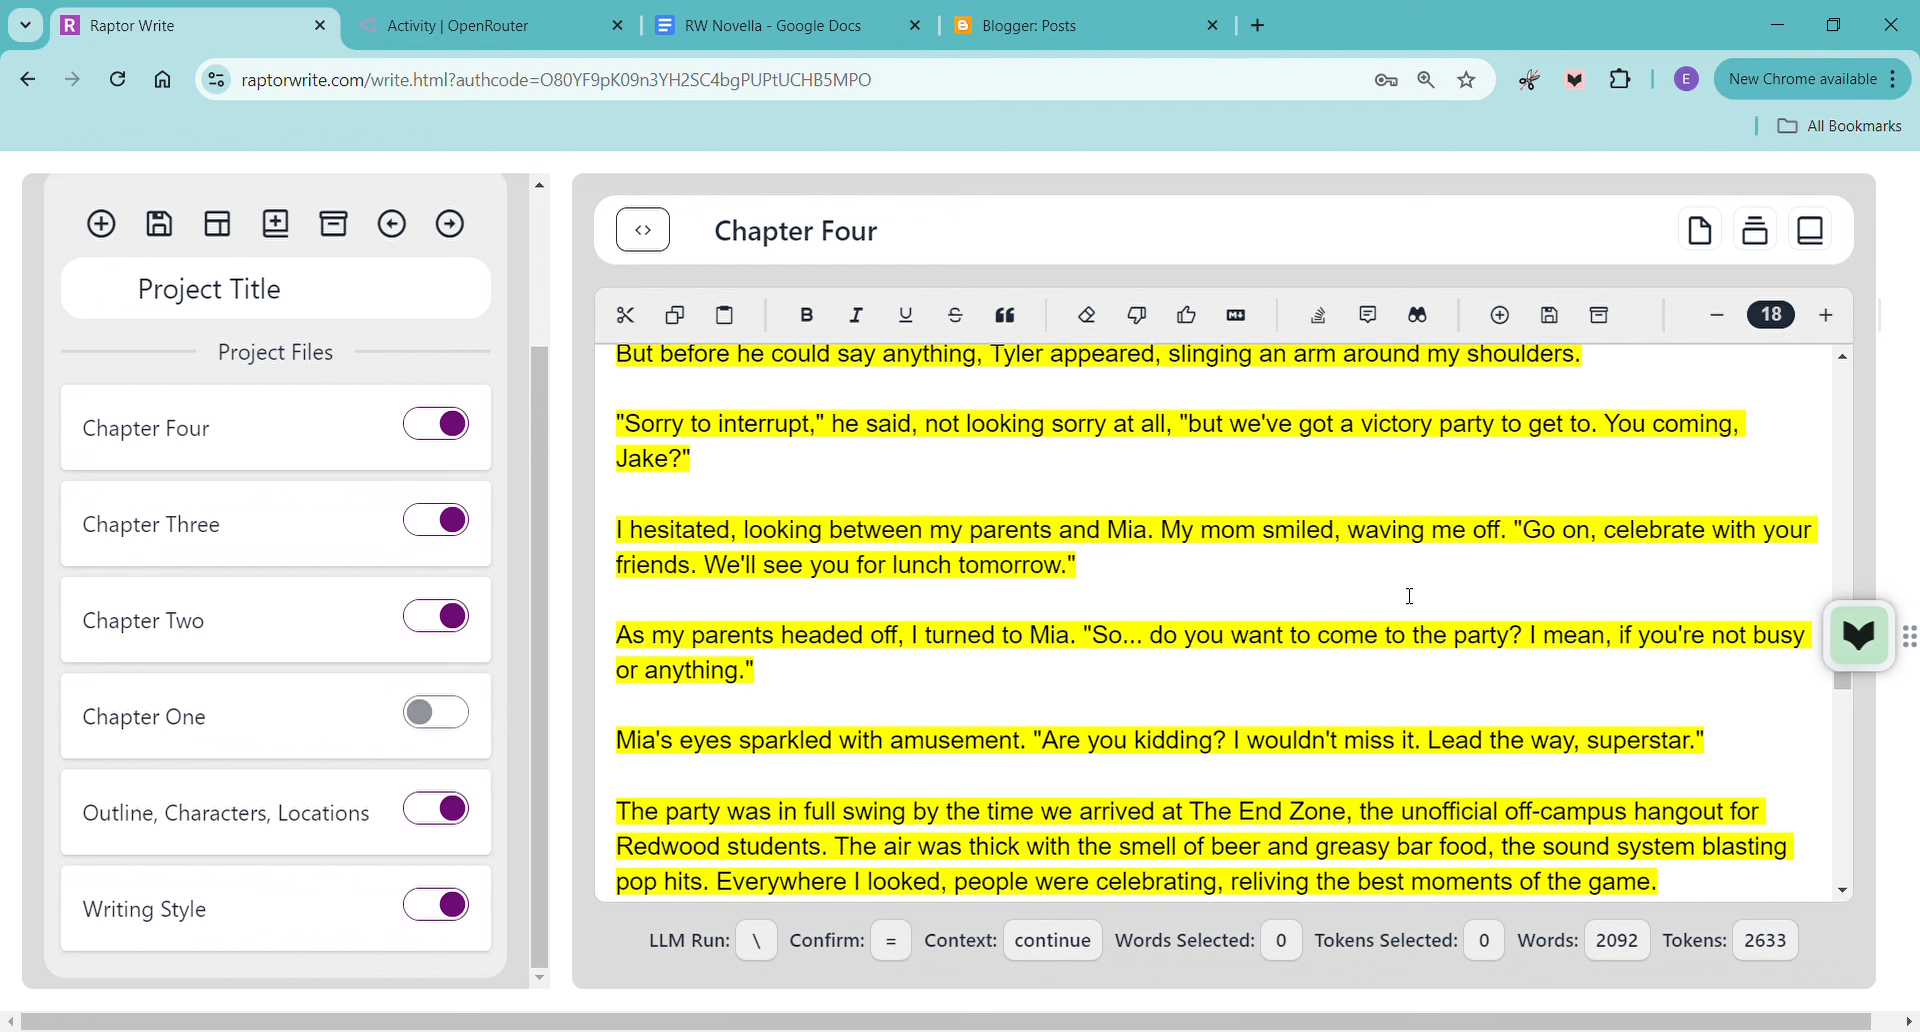 Raptor Write
Activity | OpenRouter
RW Novella - Google Docs
Blogger: Posts
raptorwrite.com/write.html?authcode=O80YF9pK09n3YH2SC4bgPUPtUCHB5MPO
E
New Chrome available
All Bookmarks
Project Title
Project Files
Chapter Four
Chapter Three
Chapter Two
Chapter One
Outline, Characters, Locations
Writing Style
<> Chapter Four
18
But before he could say anything, Tyler appeared, slinging an arm around my shoulders.
"Sorry to interrupt," he said, not looking sorry at all, "but we've got a victory party to get to. You coming,
Jake?"
I hesitated, looking between my parents and Mia. My mom smiled, waving me off. "Go on, celebrate with your
friends. We'll see you for lunch tomorrow."
As my parents headed off, I turned to Mia. "So... do you want to come to the party? I mean, if you're not busy
or anything."
Mia's eyes sparkled with amusement. "Are you kidding? I wouldn't miss it. Lead the way, superstar."
The party was in full swing by the time we arrived at The End Zone, the unofficial off-campus hangout for
Redwood students. The air was thick with the smell of beer and greasy bar food, the sound system blasting
pop hits. Everywhere I looked, people were celebrating, reliving the best moments of the game.
LLM Run: \ Confirm: = Context: continue Words Selected: 0 Tokens Selected: 0 Words: 2092 Tokens: 2633